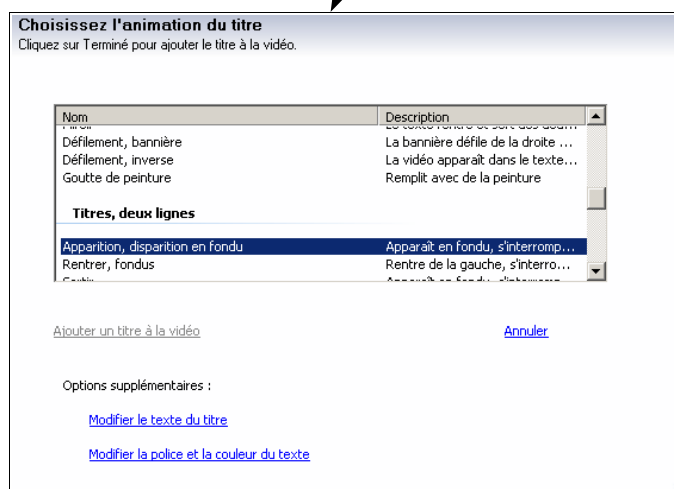 Choisissez l'animation du titre
Cliquez sur Terminé pour ajouter le titre à la vidéo.
Nom Description
Défilement, bannière La bannière défile de la droite ...
Défilement, inverse La vidéo apparaît dans le texte...
Goutte de peinture Remplit avec de la peinture
Titres, deux lignes
Apparition, disparition en fondu Apparaît en fondu, s'interromp...
Rentrer, fondus Rentre de la gauche, s'interro...
Ajouter un titre à la vidéo Annuler
Options supplémentaires :
Modifier le texte du titre
Modifier la police et la couleur du texte